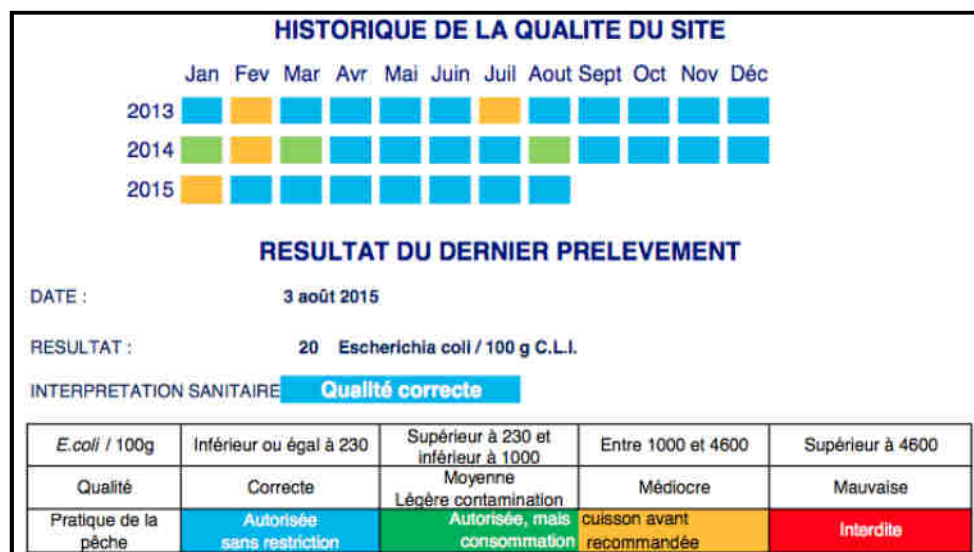 HISTORIQUE DE LA QUALITE DU SITE
Jan Fev Mar Avr Mai Juin Juil Aout Sept Oct Nov Déc
2013
2014
2015
RESULTAT DU DERNIER PRELEVEMENT
DATE : 3 août 2015
RESULTAT : 20 Escherichia coli / 100 g C.L.I.
INTERPRETATION SANITAIRE Qualité correcte
E.coli / 100g Inférieur ou égal à 230 Supérieur à 230 et inférieur à 1000 Entre 1000 et 4600 Supérieur à 4600
Qualité Correcte Moyenne Légère contamination Médiocre Mauvaise
Pratique de la pêche Autorisée sans restriction Autorisée, mais consommation cuisson avant recommandée Interdite